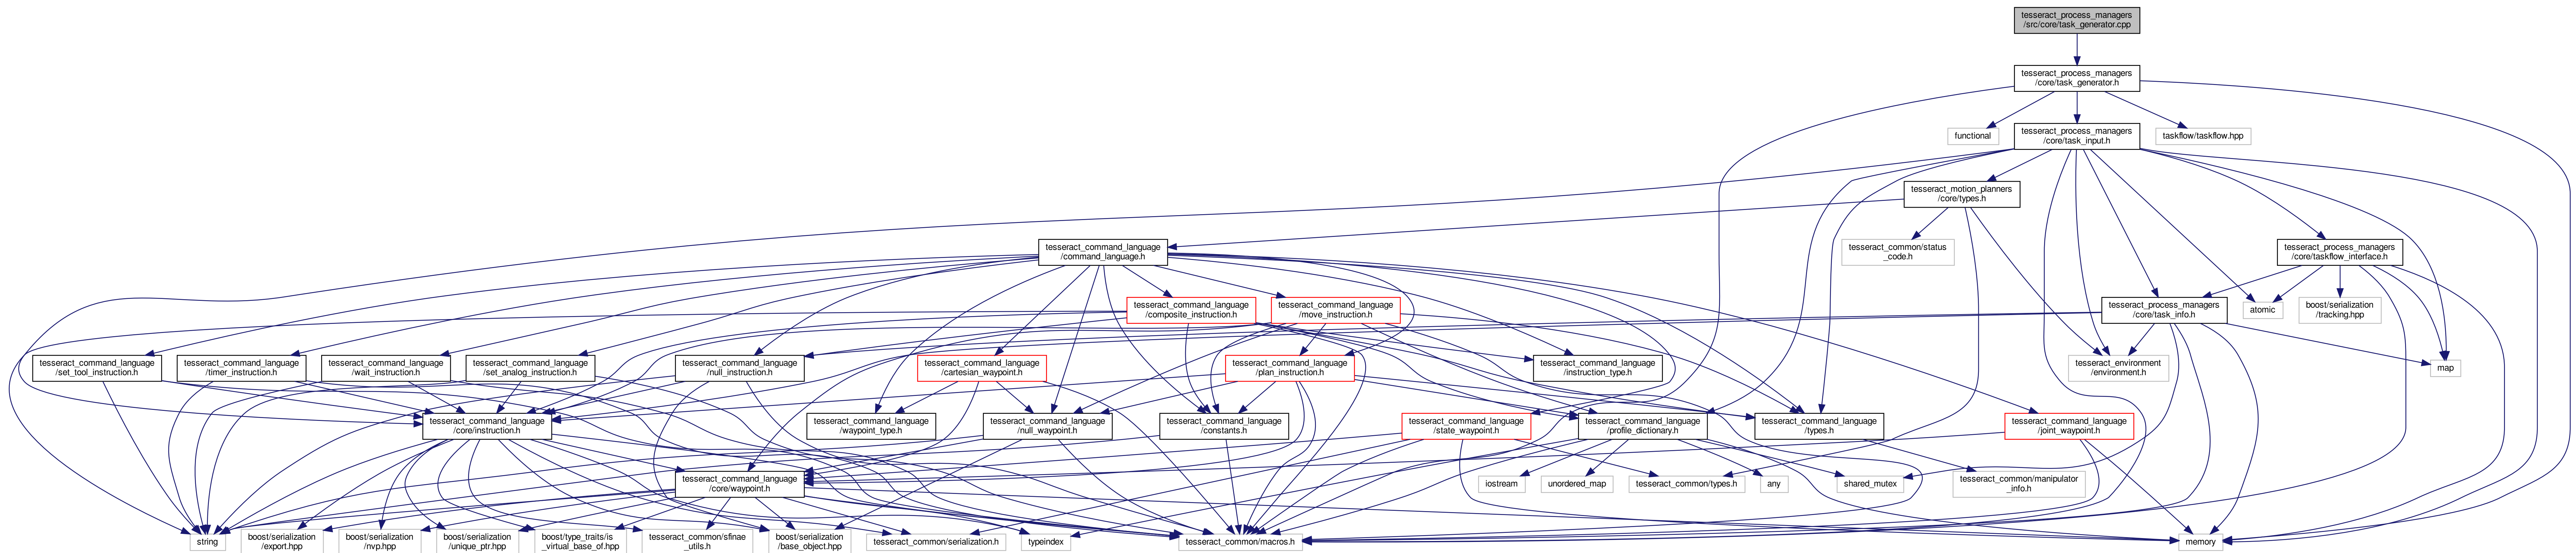 tesseract_process_managers
/src/core/task_generator.cpp
tesseract_process_managers
/core/task_generator.h
functional
tesseract_process_managers
/core/task_input.h
taskflow/taskflow.hpp
tesseract_motion_planners
/core/types.h
tesseract_command_language
/command_language.h
tesseract_common/status
_code.h
tesseract_process_managers
/core/taskflow_interface.h
tesseract_command_language
/composite_instruction.h
tesseract_command_language
/move_instruction.h
tesseract_process_managers
/core/task_info.h
atomic
boost/serialization
/tracking.hpp
tesseract_command_language
/set_tool_instruction.h
tesseract_command_language
/timer_instruction.h
tesseract_command_language
/wait_instruction.h
tesseract_command_language
/set_analog_instruction.h
tesseract_command_language
/null_instruction.h
tesseract_command_language
/cartesian_waypoint.h
tesseract_command_language
/plan_instruction.h
tesseract_command_language
/instruction_type.h
tesseract_environment
/environment.h
map
tesseract_command_language
/core/instruction.h
tesseract_command_language
/waypoint_type.h
tesseract_command_language
/null_waypoint.h
tesseract_command_language
/constants.h
tesseract_command_language
/state_waypoint.h
tesseract_command_language
/profile_dictionary.h
tesseract_command_language
/types.h
tesseract_command_language
/joint_waypoint.h
tesseract_command_language
/core/waypoint.h
iostream
unordered_map
tesseract_common/types.h
any
shared_mutex
tesseract_common/manipulator
_info.h
string
boost/serialization
/export.hpp
boost/serialization
/nvp.hpp
boost/serialization
/unique_ptr.hpp
boost/type_traits/is
_virtual_base_of.hpp
tesseract_common/sfinae
_utils.h
boost/serialization
/base_object.hpp
tesseract_common/serialization.h
typeindex
tesseract_common/macros.h
memory